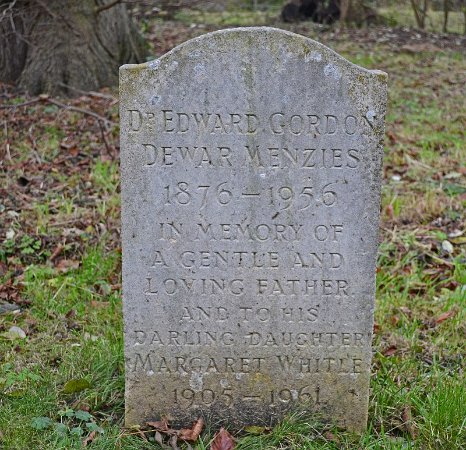 Dr EDWARD GORDON
DEWAR MENZIES
1876 – 1956
IN MEMORY OF
A GENTLE AND
LOVING FATHER
AND TO HIS
DARLING DAUGHTER
MARGARET WHITLE
1905 – 1961